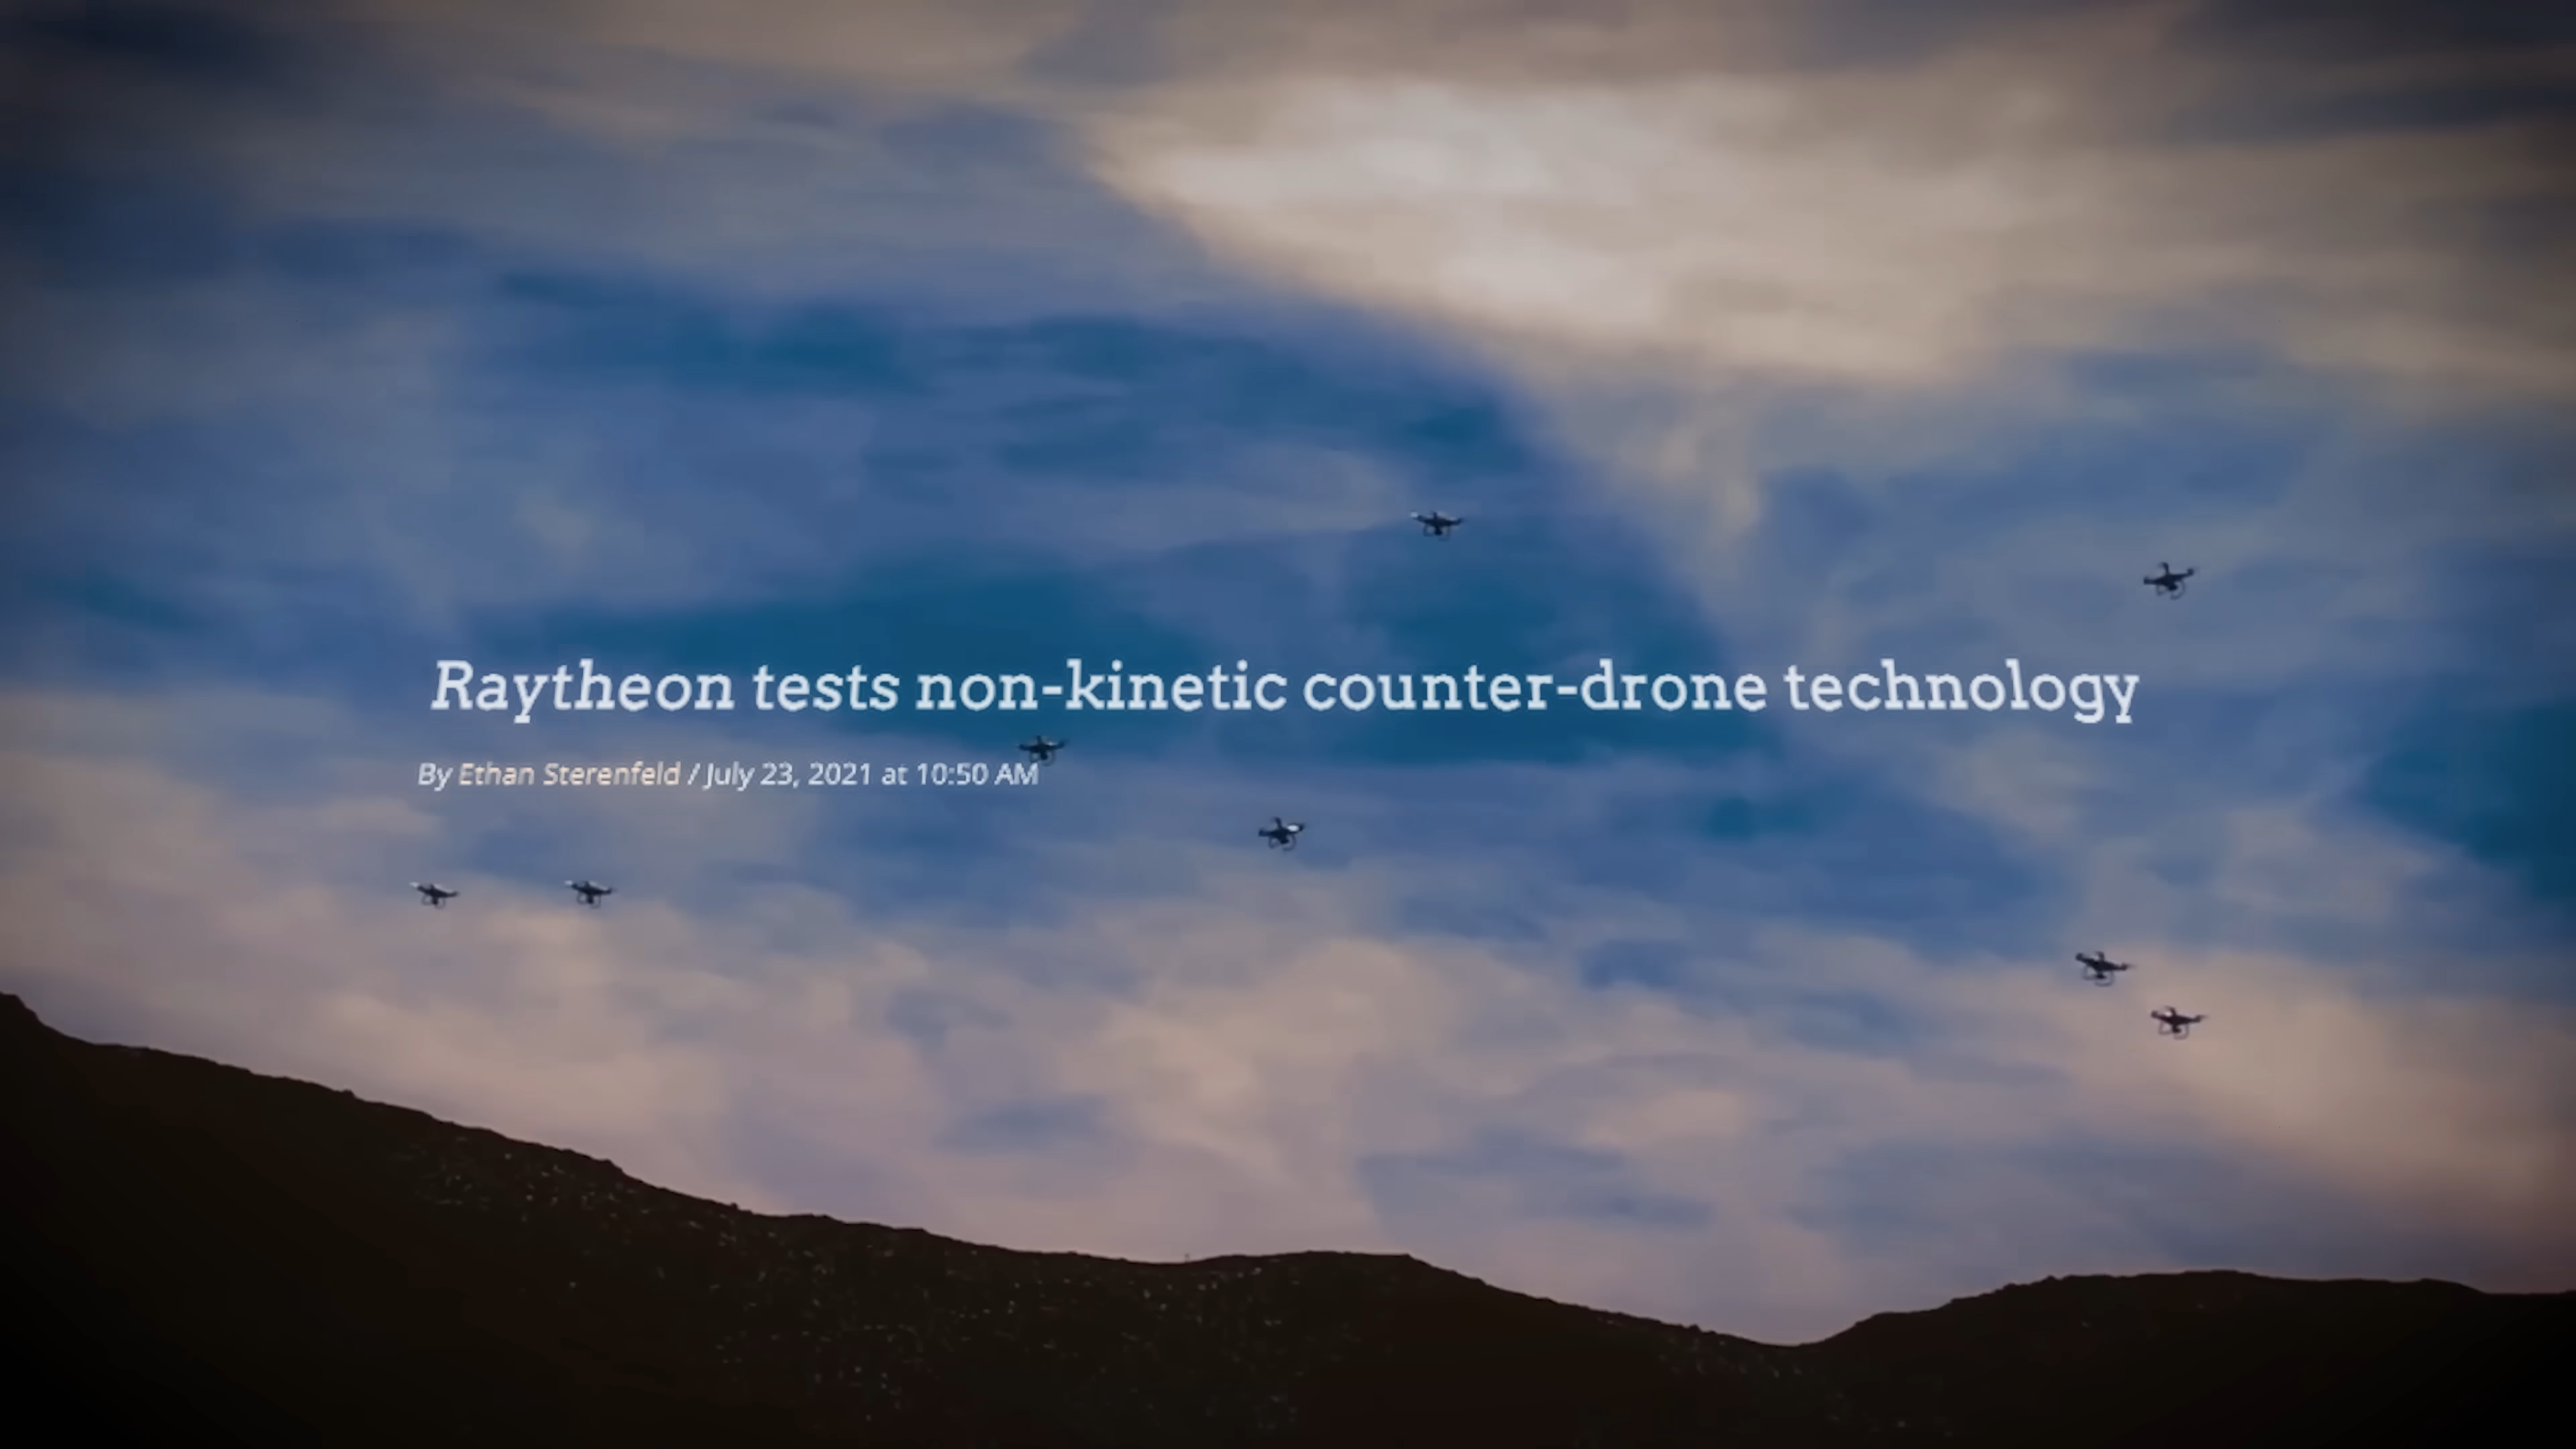 Raytheon tests non-kinetic counter-drone technology
By Ethan Sterenfeld / July 23, 2021 at 10:50 AM